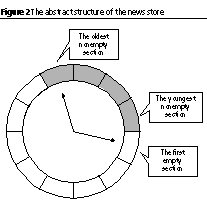 Figure 2 The abstract structure of the news store
The oldest
nonempty
section
The youngest
nonempty
section
The first
empty
section